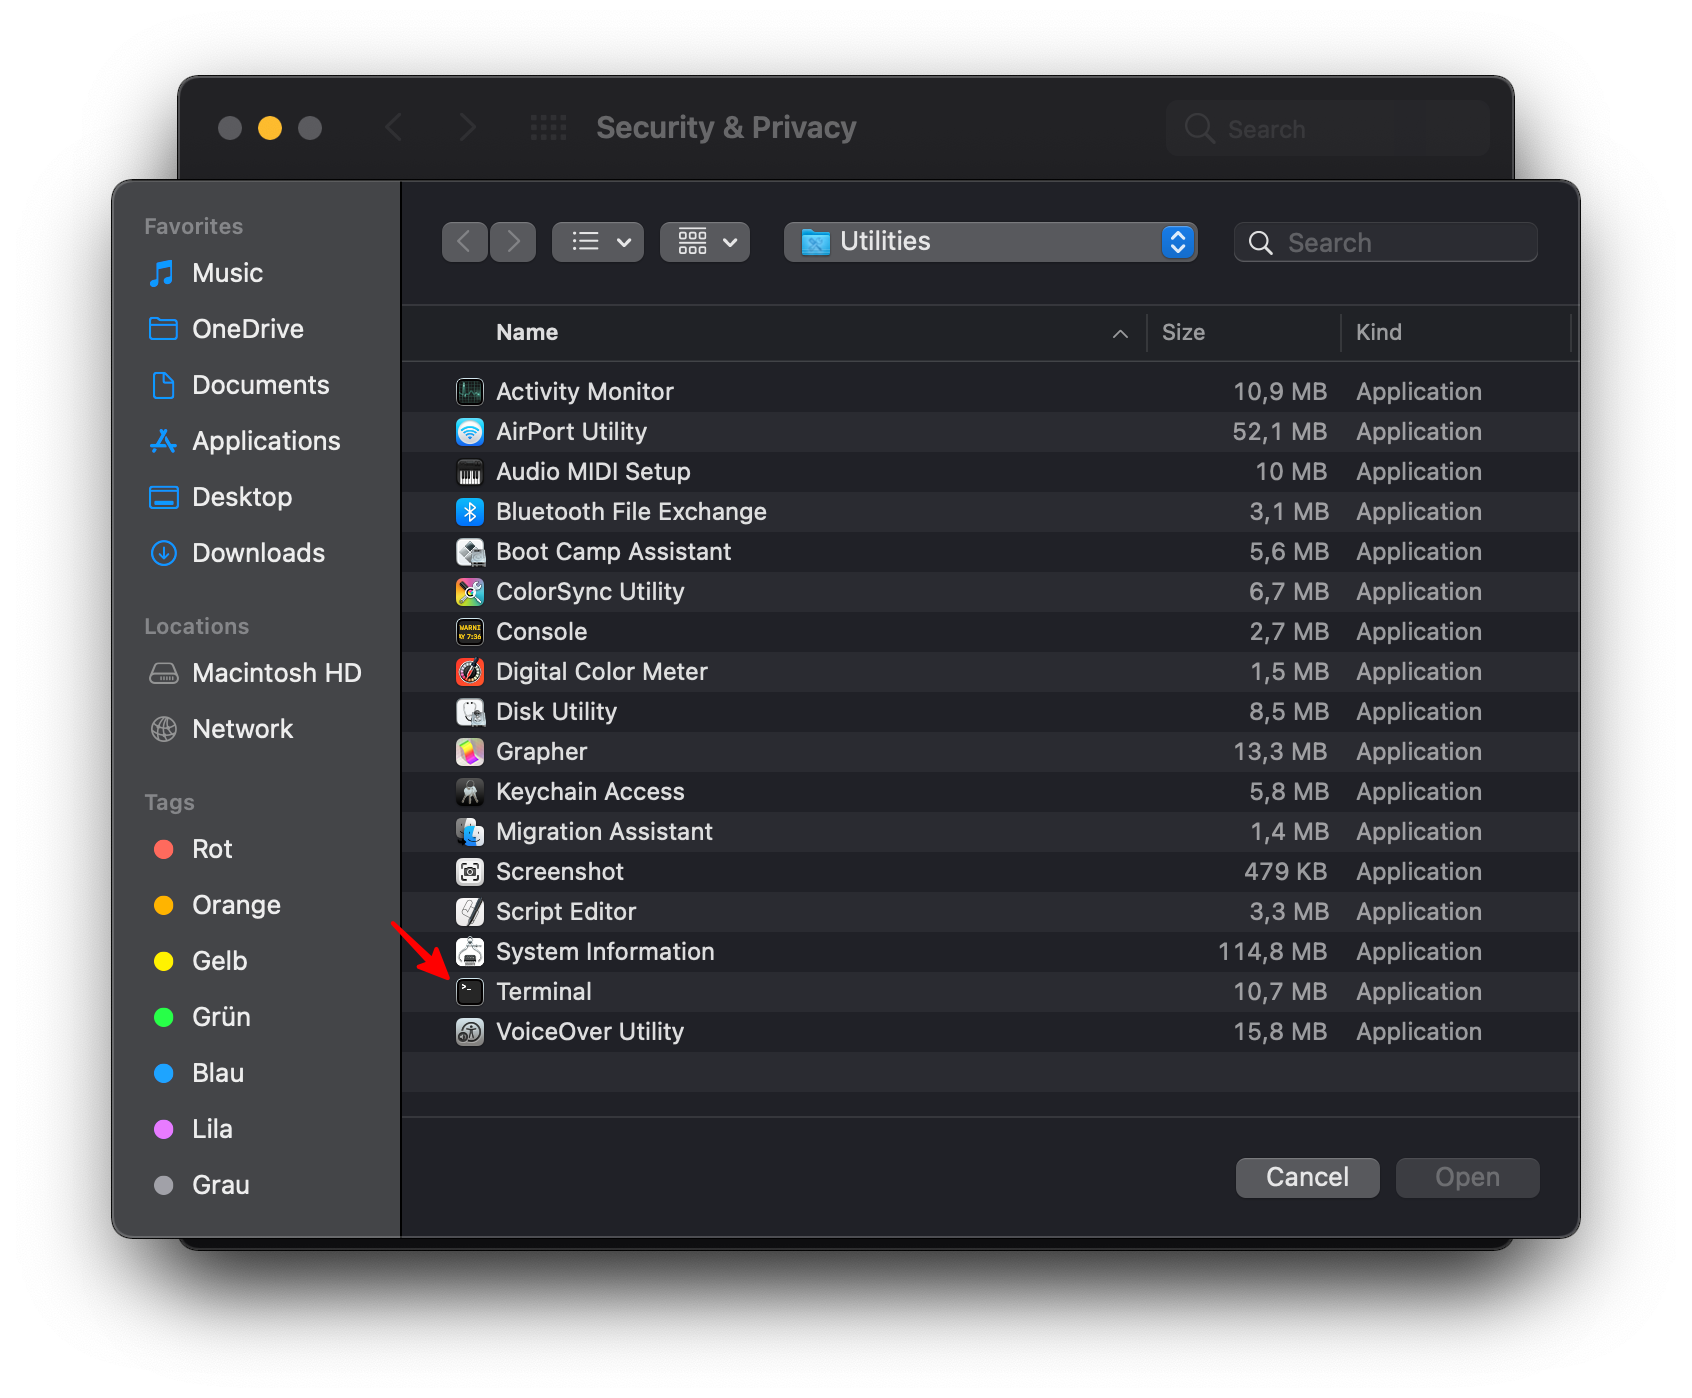 Security & Privacy
Search
Favorites
Music
OneDrive
Documents
Applications
Desktop
Downloads
Locations
Macintosh HD
Network
Tags
Rot
Orange
Gelb
Grün
Blau
Lila
Grau
Utilities
Search
Name Size Kind
Activity Monitor 10,9 MB Application
AirPort Utility 52,1 MB Application
Audio MIDI Setup 10 MB Application
Bluetooth File Exchange 3,1 MB Application
Boot Camp Assistant 5,6 MB Application
ColorSync Utility 6,7 MB Application
WARNI
RY 7:36
Console 2,7 MB Application
Digital Color Meter 1,5 MB Application
Disk Utility 8,5 MB Application
Grapher 13,3 MB Application
Keychain Access 5,8 MB Application
Migration Assistant 1,4 MB Application
Screenshot 479 KB Application
Script Editor 3,3 MB Application
System Information 114,8 MB Application
Terminal 10,7 MB Application
VoiceOver Utility 15,8 MB Application
Cancel Open